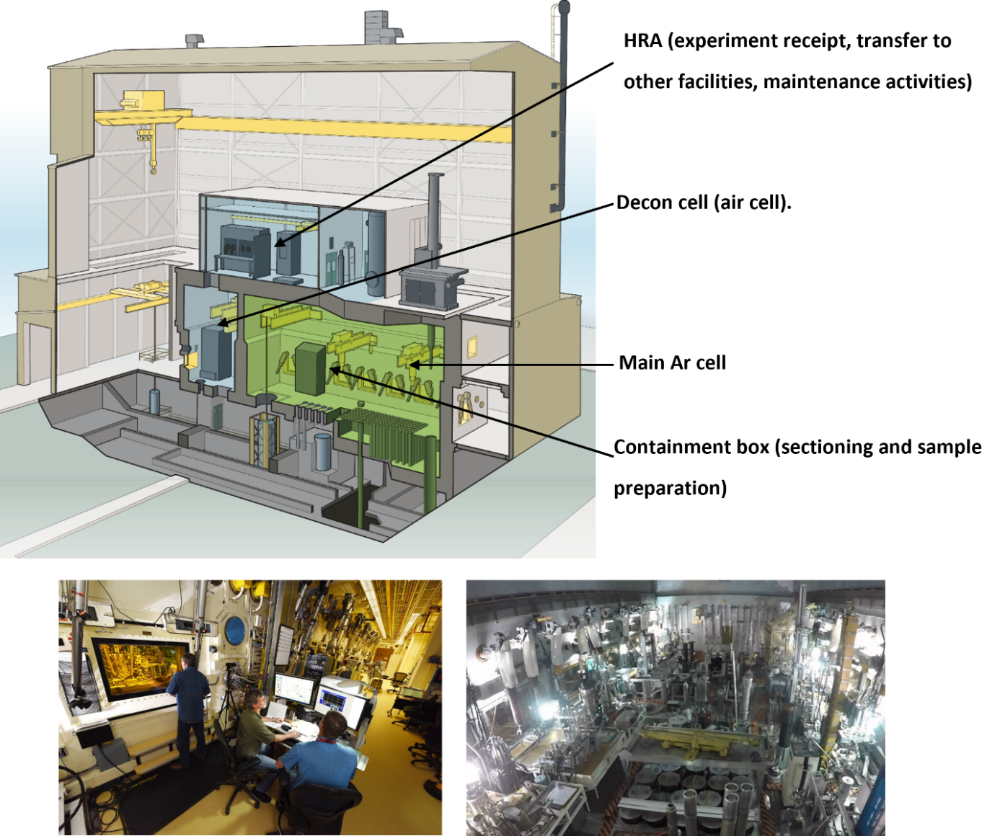 HRA (experiment receipt, transfer to
other facilities, maintenance activities)
Decon cell (air cell).
Main Ar cell
Containment box (sectioning and sample
preparation)